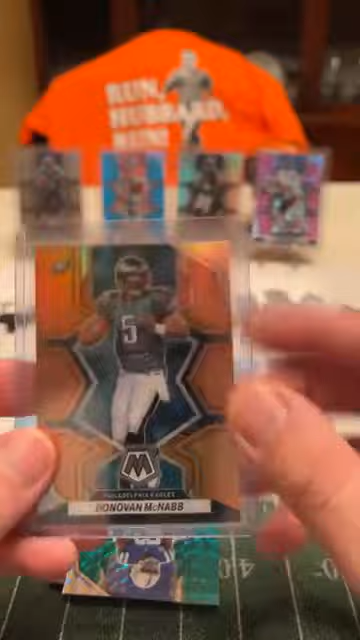 RUN,
HUBBARD,
RUN!
5
M
PHILADELPHIA EAGLES
DONOVAN McNABB
40